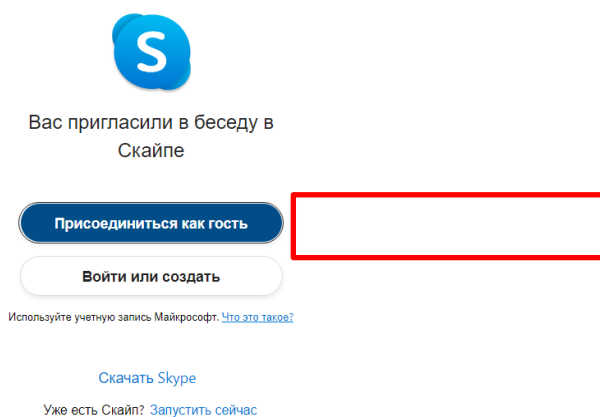 S
Вас пригласили в беседу в
Скайпе
Присоединиться как гость
Войти или создать
Используйте учетную запись Майкрософт. Что это такое?
Скачать Skype
Уже есть Скайп? Запустить сейчас